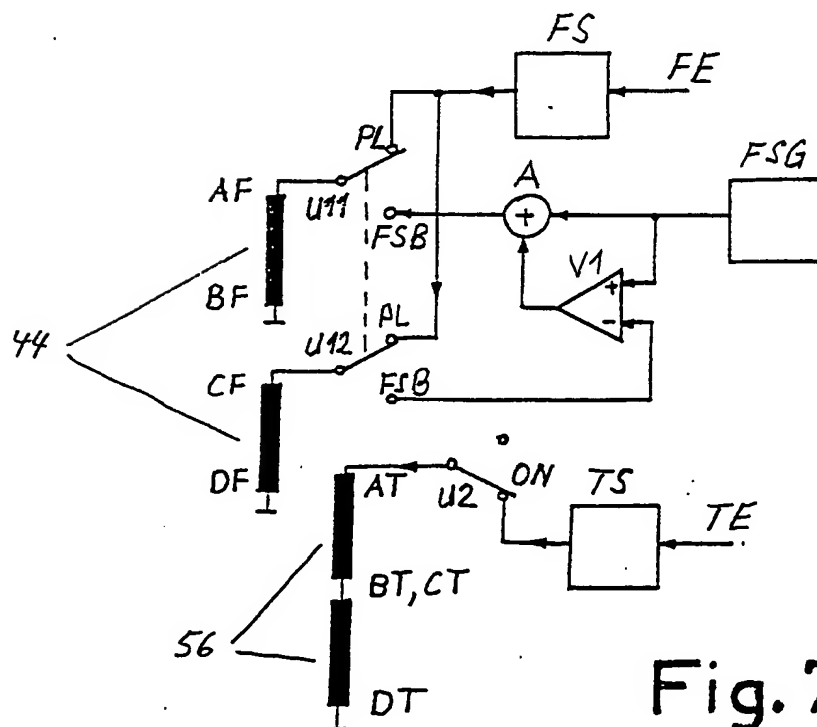 FS
FE
FSG
PL
A
AF
U11
FSB
+
V1
+
BF
-
44
PL
U12
CF
FSB
DF
AT
U2
ON
TS
TE
BT, CT
56
DT
Fig. 7